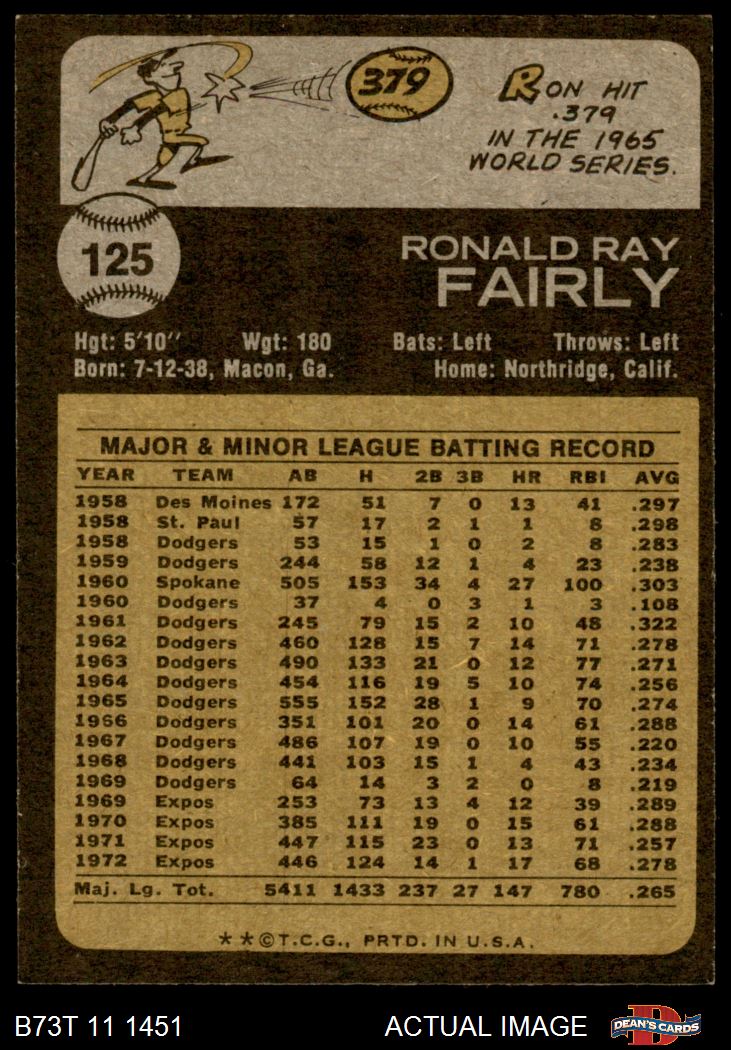 379
RON HIT
.379
IN THE 1965
WORLD SERIES.
125
RONALD RAY
FAIRLY
Hgt: 5'10" Wgt: 180 Bats: Left Throws: Left
Born: 7-12-38, Macon, Ga. Home: Northridge, Calif.
MAJOR & MINOR LEAGUE BATTING RECORD
YEAR TEAM AB H 2B 3B HR RBI AVG
1958 Des Moines 172 51 7 0 13 41 .297
1958 St. Paul 57 17 2 1 1 8 .298
1958 Dodgers 53 15 1 0 2 8 .283
1959 Dodgers 244 58 12 1 4 23 .238
1960 Spokane 505 153 34 4 27 100 .303
1960 Dodgers 37 4 0 3 1 3 .108
1961 Dodgers 245 79 15 2 10 48 .322
1962 Dodgers 460 128 15 7 14 71 .278
1963 Dodgers 490 133 21 0 12 77 .271
1964 Dodgers 454 116 19 5 10 74 .256
1965 Dodgers 555 152 28 1 9 70 .274
1966 Dodgers 351 101 20 0 14 61 .288
1967 Dodgers 486 107 19 0 10 55 .220
1968 Dodgers 441 103 15 1 4 43 .234
1969 Dodgers 64 14 3 2 0 8 .219
1969 Expos 253 73 13 4 12 39 .289
1970 Expos 385 111 19 0 15 61 .288
1971 Expos 447 115 23 0 13 71 .257
1972 Expos 446 124 14 1 17 68 .278
Maj. Lg. Tot. 5411 1433 237 27 147 780 .265
**©T.C.G., PRTD. IN U.S.A.
B73T 11 1451 ACTUAL IMAGE DEAN'S CARDS